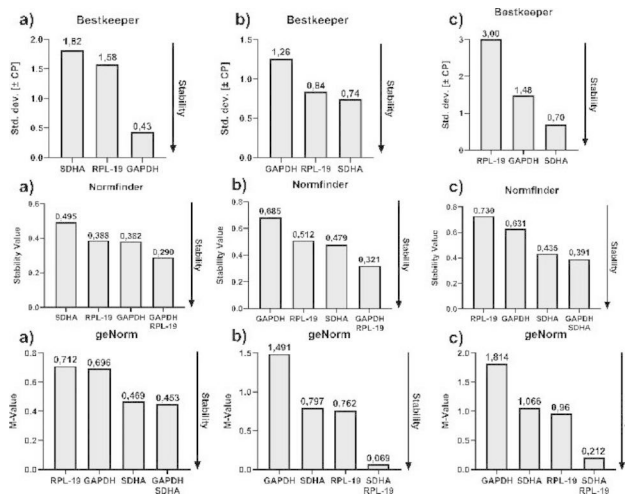 a)
Bestkeeper
Std. dev. [± CP]
2.0
1.5
1.0
0.5
0.0
1,82
1,58
0,43
SDHA RPL-19 GAPDH
Stability
b)
Bestkeeper
Std. dev. [± CP]
2.0
1.5
1.0
0.5
0.0
1,26
0,84
0,74
GAPDH RPL-19 SDHA
Stability
c)
Bestkeeper
Std. dev. [± CP]
3
2
1
0
3,00
1,48
0,70
RPL-19 GAPDH SDHA
Stability
a)
Normfinder
Stability Value
0.6
0.4
0.2
0.0
0,495
0,388
0,382
0,290
SDHA RPL-19 GAPDH GAPDH
RPL-19
Stability
b)
Normfinder
Stability Value
0.8
0.6
0.4
0.2
0.0
0,685
0,512
0,479
0,321
GAPDH RPL-19 SDHA GAPDH
RPL-19
Stability
c)
Normfinder
Stability Value
0.8
0.6
0.4
0.2
0.0
0,730
0,631
0,435
0,391
RPL-19 GAPDH SDHA GAPDH
SDHA
Stability
a)
geNorm
M-Value
0.8
0.6
0.4
0.2
0.0
0,712
0,696
0,469
0,453
RPL-19 GAPDH SDHA GAPDH
SDHA
Stability
b)
geNorm
M-Value
1.5
1.0
0.5
0.0
1,491
0,797
0,762
0,069
GAPDH SDHA RPL-19 SDHA
RPL-19
Stability
c)
geNorm
M-Value
2.0
1.5
1.0
0.5
0.0
1,814
1,066
0,96
0,212
GAPDH SDHA RPL-19 SDHA
RPL-19
Stability